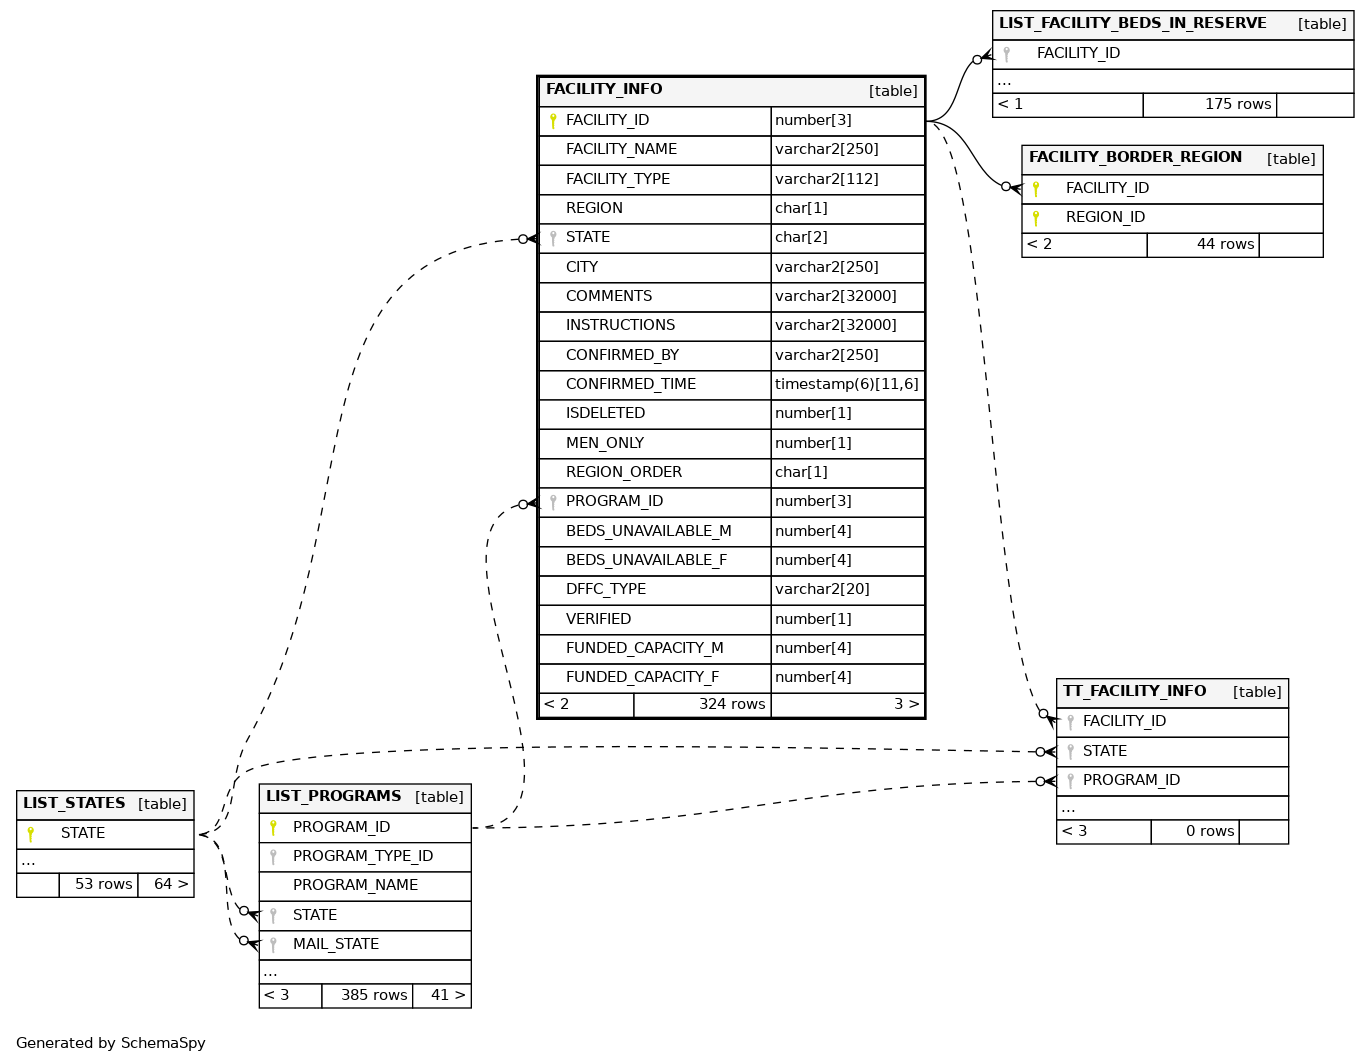 LIST_FACILITY_BEDS_IN_RESERVE [table]
FACILITY_ID
...
< 1 175 rows
FACILITY_INFO [table]
FACILITY_ID number[3]
FACILITY_NAME varchar2[250]
FACILITY_TYPE varchar2[112]
REGION char[1]
STATE char[2]
CITY varchar2[250]
COMMENTS varchar2[32000]
INSTRUCTIONS varchar2[32000]
CONFIRMED_BY varchar2[250]
CONFIRMED_TIME timestamp(6)[11,6]
ISDELETED number[1]
MEN_ONLY number[1]
REGION_ORDER char[1]
PROGRAM_ID number[3]
BEDS_UNAVAILABLE_M number[4]
BEDS_UNAVAILABLE_F number[4]
DFFC_TYPE varchar2[20]
VERIFIED number[1]
FUNDED_CAPACITY_M number[4]
FUNDED_CAPACITY_F number[4]
< 2 324 rows 3 >
FACILITY_BORDER_REGION [table]
FACILITY_ID
REGION_ID
< 2 44 rows
TT_FACILITY_INFO [table]
FACILITY_ID
STATE
PROGRAM_ID
...
< 3 0 rows
LIST_STATES [table]
STATE
...
53 rows 64 >
LIST_PROGRAMS [table]
PROGRAM_ID
PROGRAM_TYPE_ID
PROGRAM_NAME
STATE
MAIL_STATE
...
< 3 385 rows 41 >
Generated by SchemaSpy